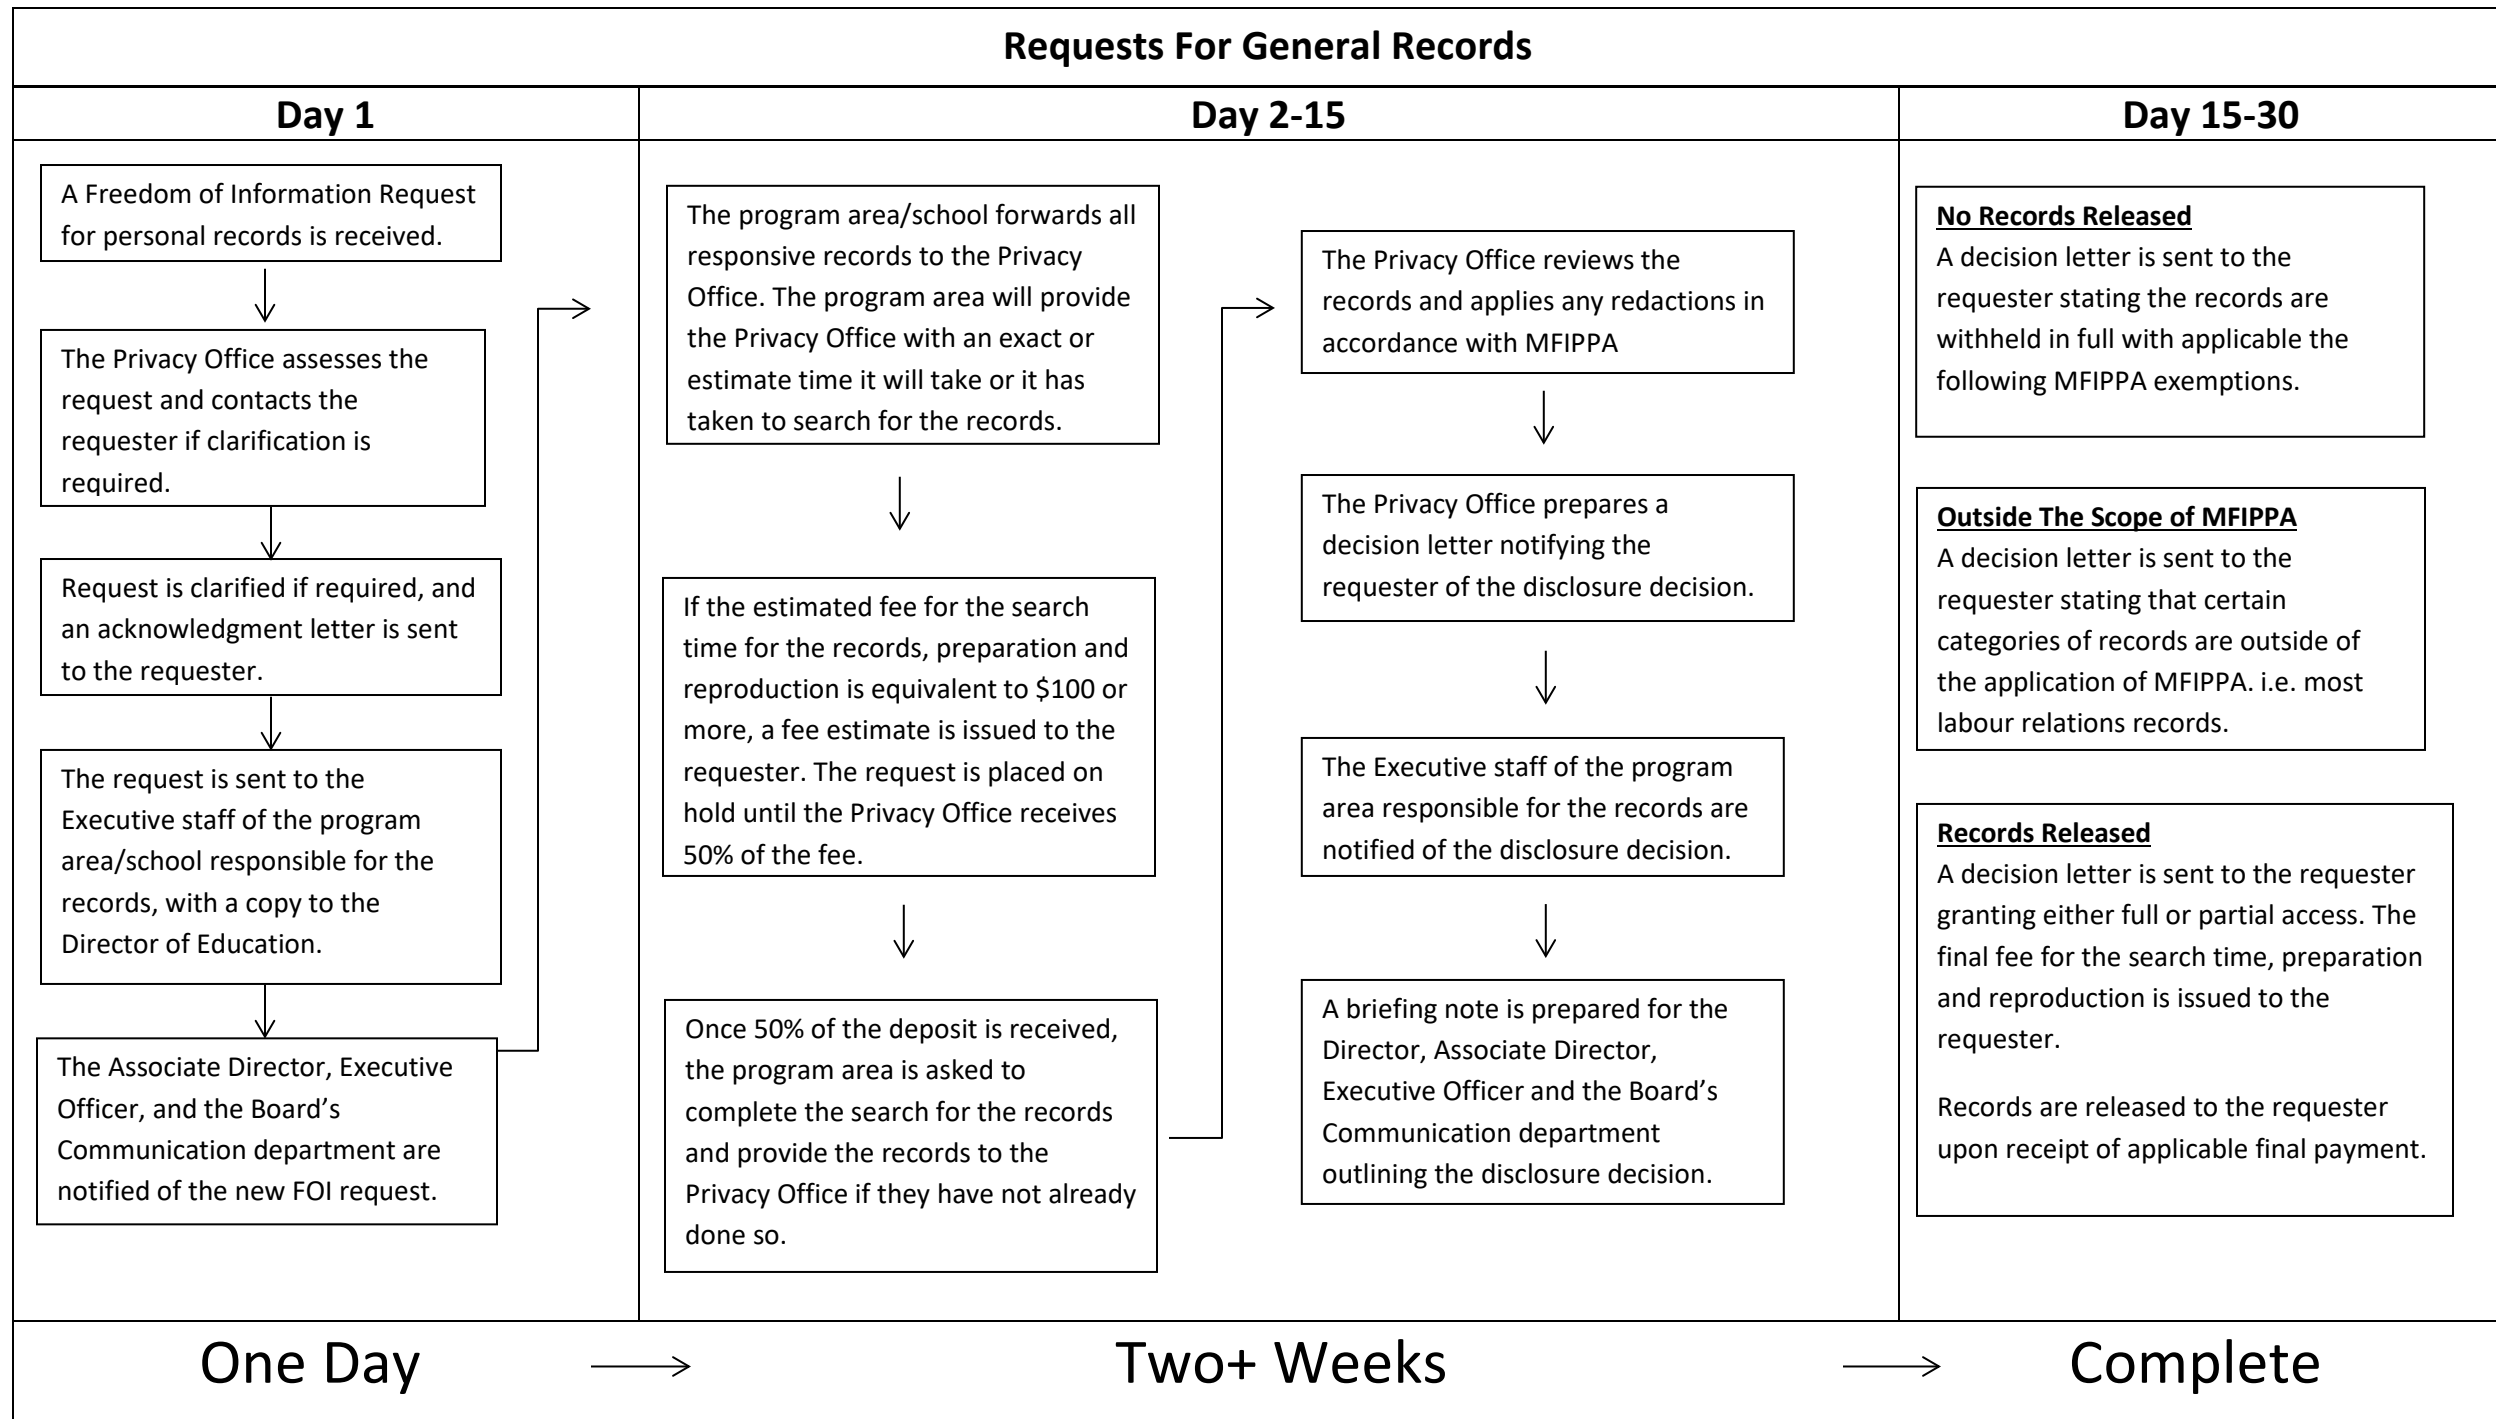 Requests For General Records
Day 1
Day 2-15
Day 15-30
A Freedom of Information Request
for personal records is received.
The Privacy Office assesses the
request and contacts the
requester if clarification is
required.
Request is clarified if required, and
an acknowledgment letter is sent
to the requester.
The request is sent to the
Executive staff of the program
area/school responsible for the
records, with a copy to the
Director of Education.
The Associate Director, Executive
Officer, and the Board’s
Communication department are
notified of the new FOI request.
The program area/school forwards all
responsive records to the Privacy
Office. The program area will provide
the Privacy Office with an exact or
estimate time it will take or it has
taken to search for the records.
If the estimated fee for the search
time for the records, preparation and
reproduction is equivalent to $100 or
more, a fee estimate is issued to the
requester. The request is placed on
hold until the Privacy Office receives
50% of the fee.
Once 50% of the deposit is received,
the program area is asked to
complete the search for the records
and provide the records to the
Privacy Office if they have not already
done so.
The Privacy Office reviews the
records and applies any redactions in
accordance with MFIPPA
The Privacy Office prepares a
decision letter notifying the
requester of the disclosure decision.
The Executive staff of the program
area responsible for the records are
notified of the disclosure decision.
A briefing note is prepared for the
Director, Associate Director,
Executive Officer and the Board’s
Communication department
outlining the disclosure decision.
No Records Released
A decision letter is sent to the
requester stating the records are
withheld in full with applicable the
following MFIPPA exemptions.
Outside The Scope of MFIPPA
A decision letter is sent to the
requester stating that certain
categories of records are outside of
the application of MFIPPA. i.e. most
labour relations records.
Records Released
A decision letter is sent to the requester
granting either full or partial access. The
final fee for the search time, preparation
and reproduction is issued to the
requester.
Records are released to the requester
upon receipt of applicable final payment.
One Day
Two+ Weeks
Complete